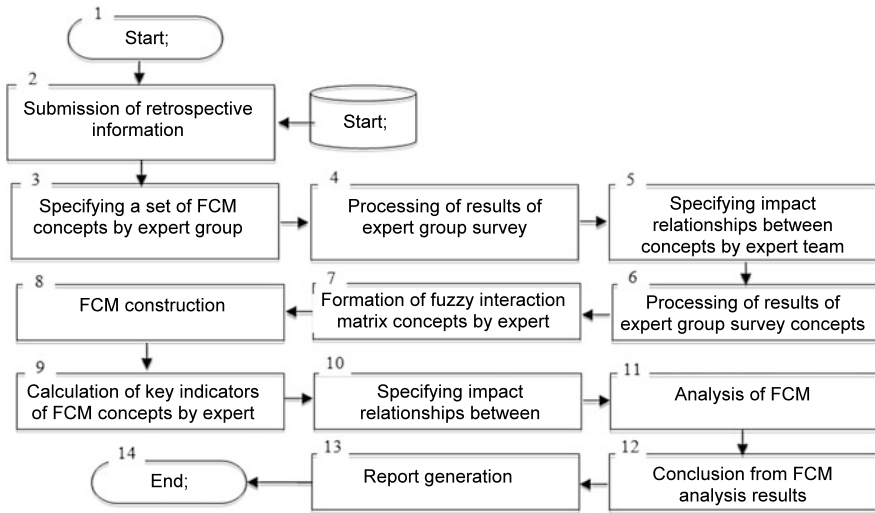 1
Start;
2
Submission of retrospective
information
Start;
3
Specifying a set of FCM
concepts by expert group
4
Processing of results of
expert group survey
5
Specifying impact
relationships between
concepts by expert team
6
Processing of results of
expert group survey concepts
7
Formation of fuzzy interaction
matrix concepts by expert
8
FCM construction
9
Calculation of key indicators
of FCM concepts by expert
10
Specifying impact
relationships between
11
Analysis of FCM
12
Conclusion from FCM
analysis results
13
Report generation
14
End;